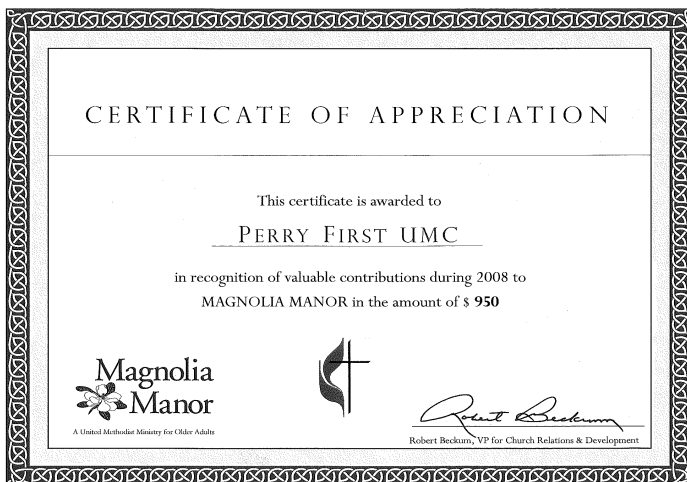 CERTIFICATE OF APPRECIATION
This certificate is awarded to
PERRY FIRST UMC
in recognition of valuable contributions during 2008 to
MAGNOLIA MANOR in the amount of $ 950
Magnolia
Manor
A United Methodist Ministry for Older Adults
Robert Beckum
Robert Beckum, VP for Church Relations & Development